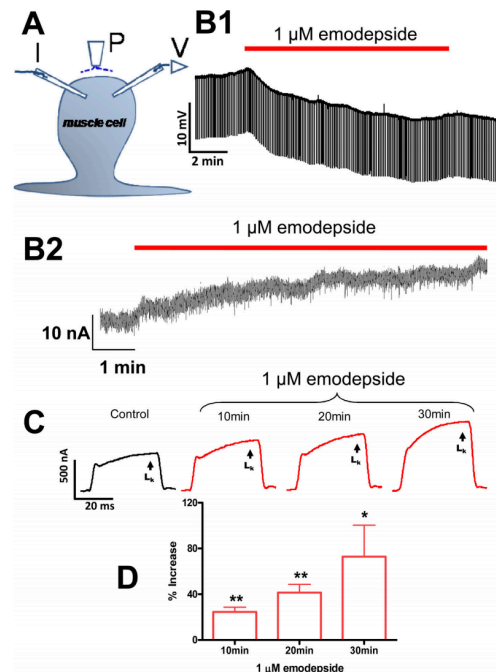 A
I
P
V
muscle cell
B1
1 µM emodepside
10 mV
2 min
B2
1 µM emodepside
10 nA
1 min
C
1 µM emodepside
Control
10min
20min
30min
500 nA
20 ms
Lk
Lk
Lk
Lk
D
% Increase
120
80
40
0
**
**
*
10min
20min
30min
1 µM emodepside